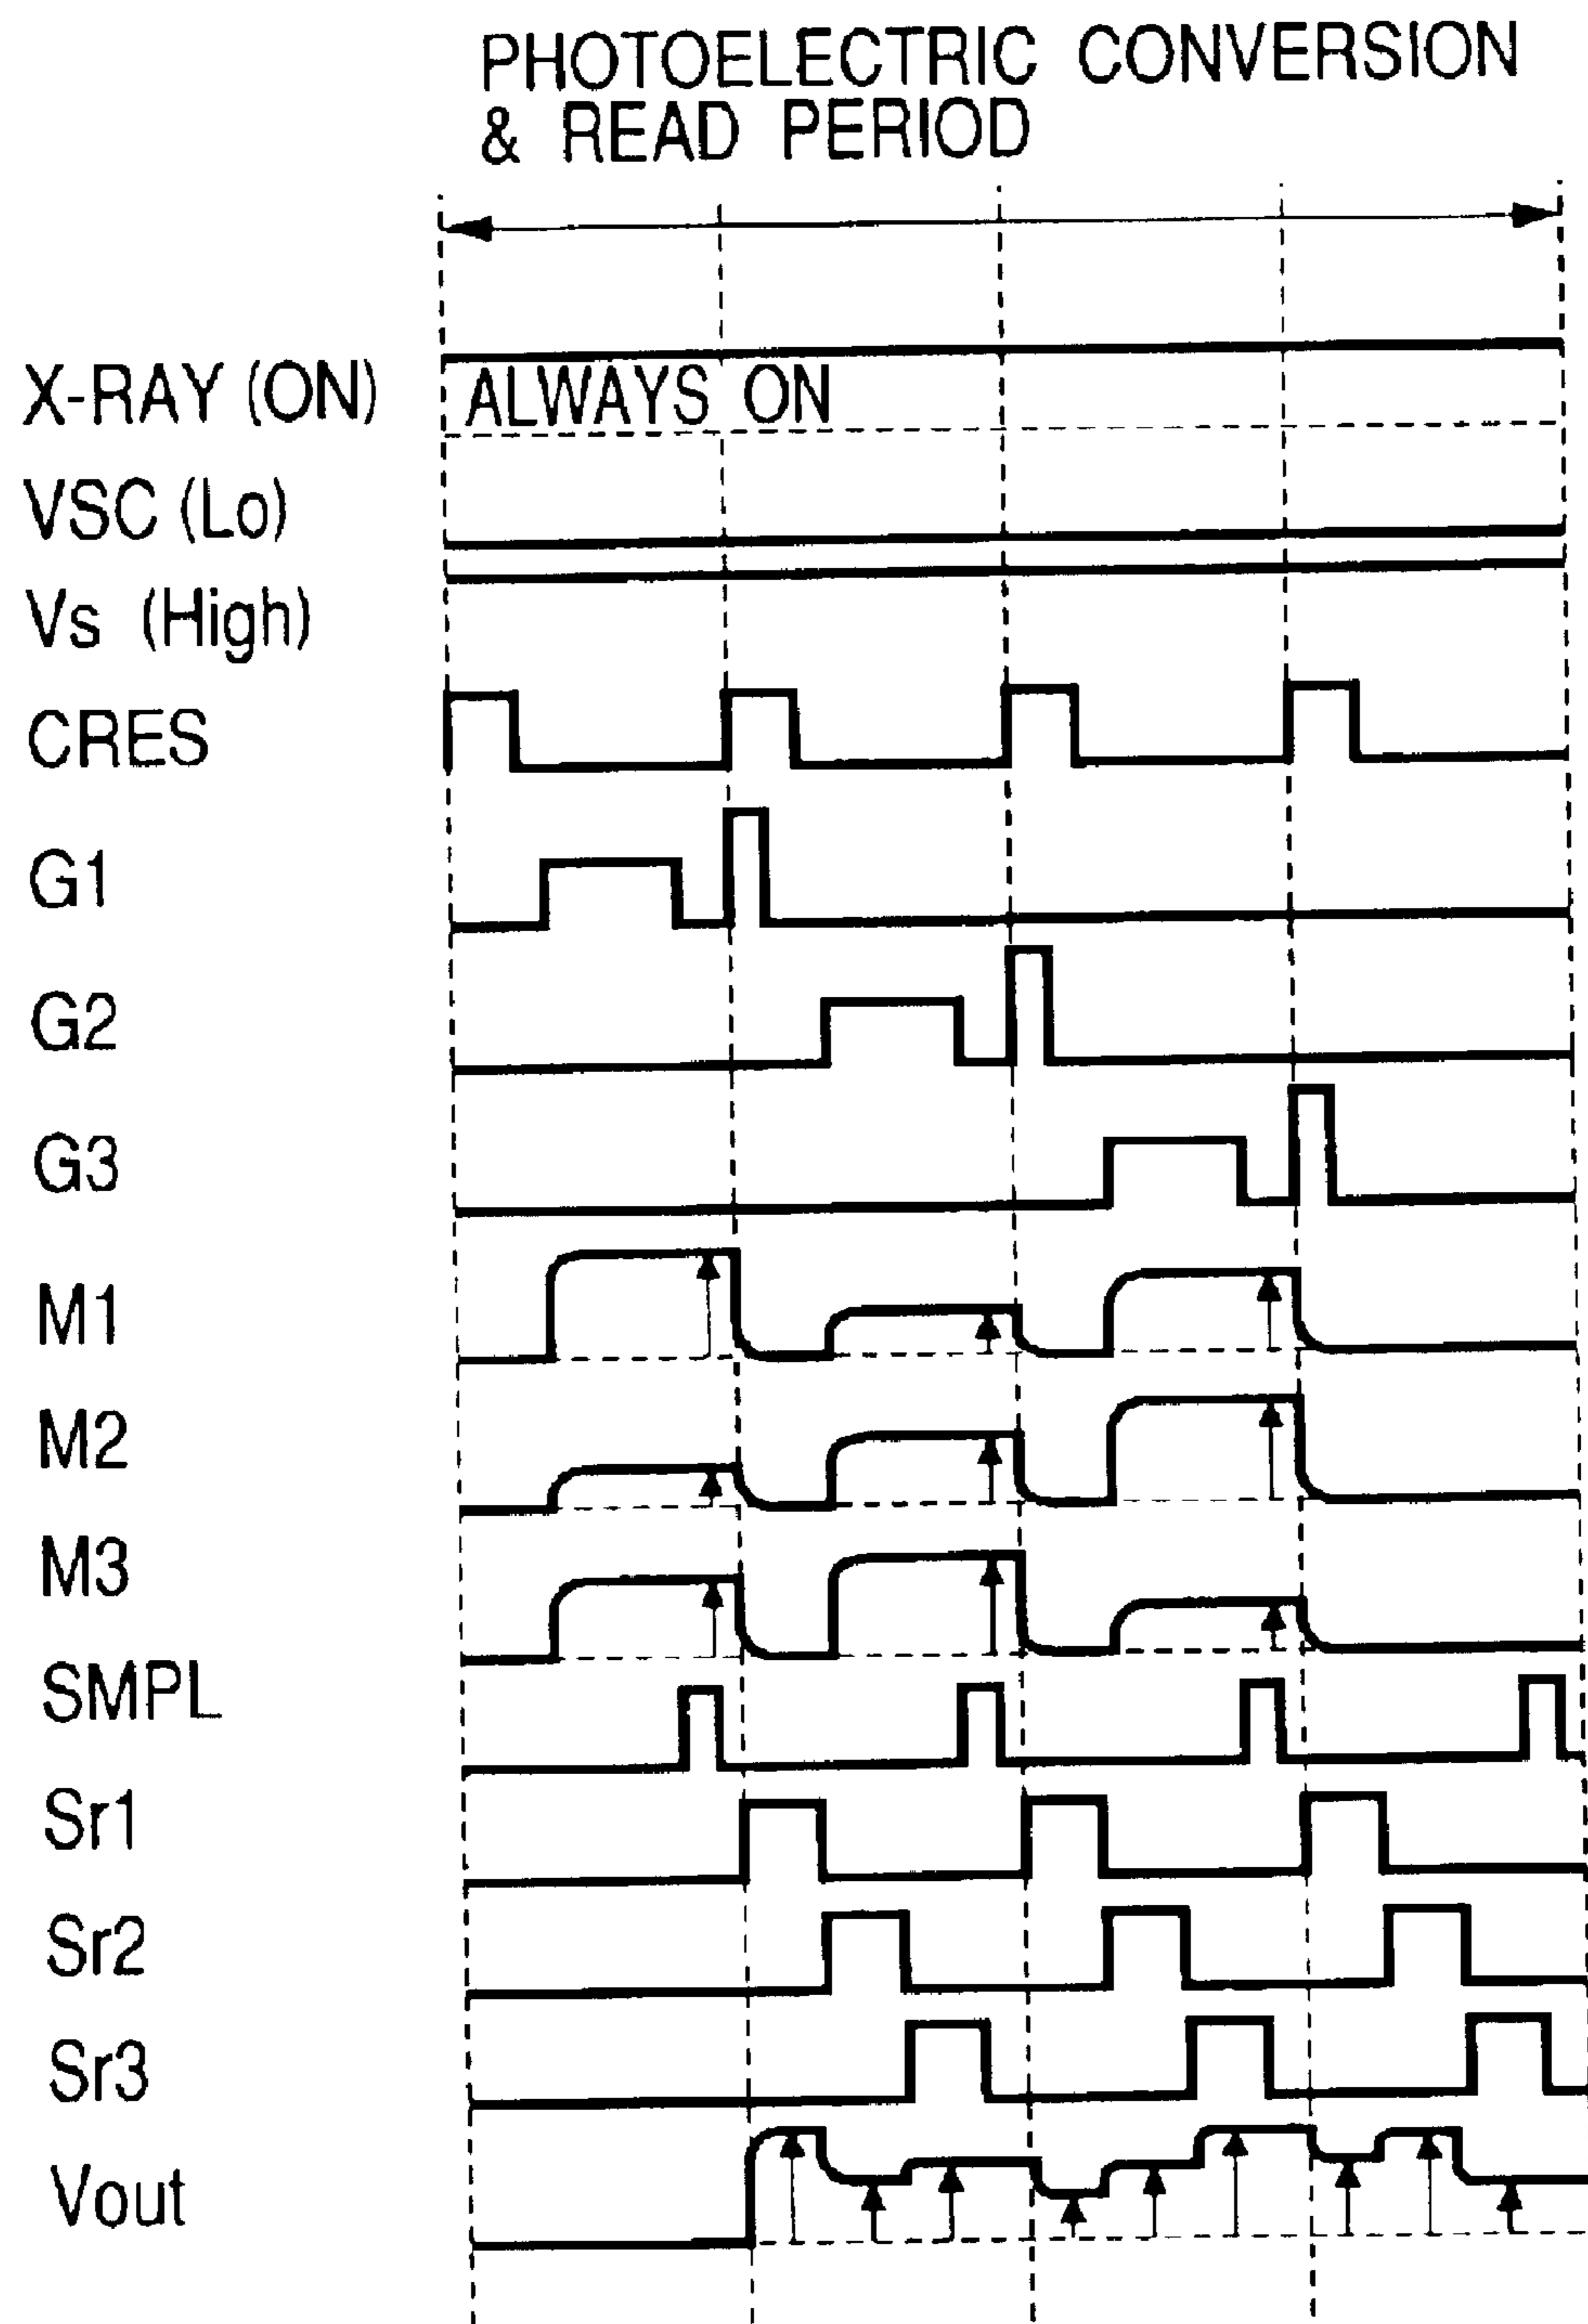 PHOTOELECTRIC CONVERSION
& READ PERIOD
X-RAY (ON)
ALWAYS ON
VSC (Lo)
Vs (High)
CRES
G1
G2
G3
M1
M2
M3
SMPL
Sr1
Sr2
Sr3
Vout